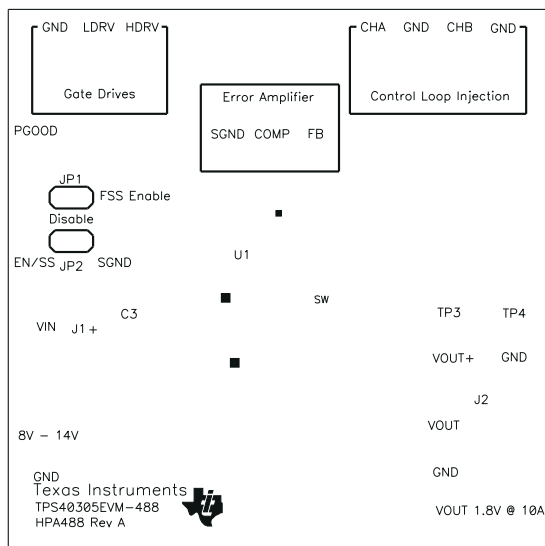 GND LDRV HDRV
Gate Drives
CHA GND CHB GND
Control Loop Injection
Error Amplifier
SGND COMP FB
PGOOD
JP1
FSS Enable
Disable
EN/SS JP2 SGND
U1
C3
SW
VIN J1 +
TP3 TP4
VOUT+ GND
J2
VOUT
8V - 14V
GND
GND
Texas Instruments
TPS40305EVM-488
HPA488 Rev A
VOUT 1.8V @ 10A